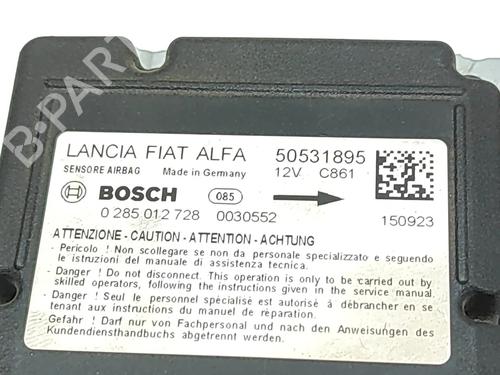 LANCIA FIAT ALFA 50531895
SENSORE AIRBAG Made in Germany 12V C861
BOSCH 085
0 285 012 728 0030552 150923
ATTENZIONE - CAUTION - ATTENTION - ACHTUNG
- Pericolo ! Non scollegare se non da personale specializzato e seguendo
le istruzioni del manuale di assistenza tecnica.
- Danger ! Do not disconnect. This operation is only to be carried out by
skilled operators, following the instructions given in the service manual.
- Danger ! Seul le personnel spécialisé est autorisé à débrancher en se
tenant aux instructions du manuel de réparation.
Gefahr ! Darf nur von Fachpersonal und nach den Anweisungen des
Kundendiensthandbuchs abgetrennt werden.
B-PARTS